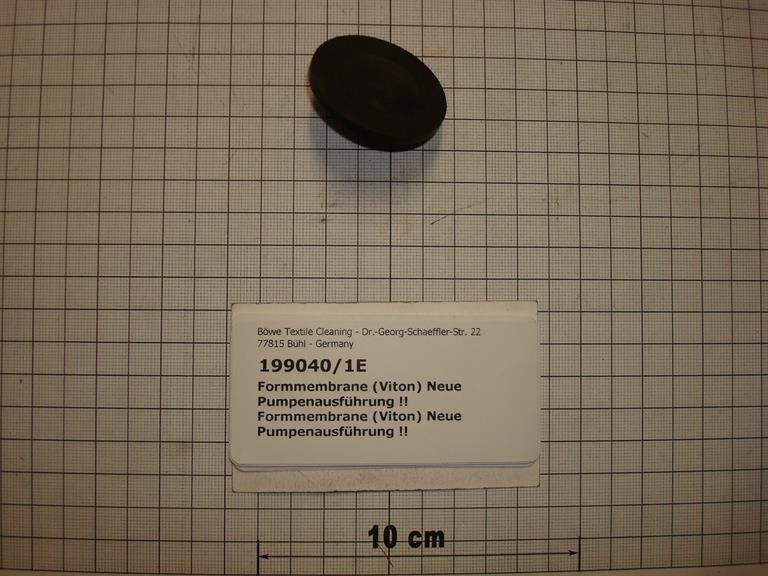 Böwe Textile Cleaning - Dr.-Georg-Schaeffler-Str. 22
77815 Bühl - Germany
199040/1E
Formmembrane (Viton) Neue
Pumpenausführung !!
Formmembrane (Viton) Neue
Pumpenausführung !!
10 cm